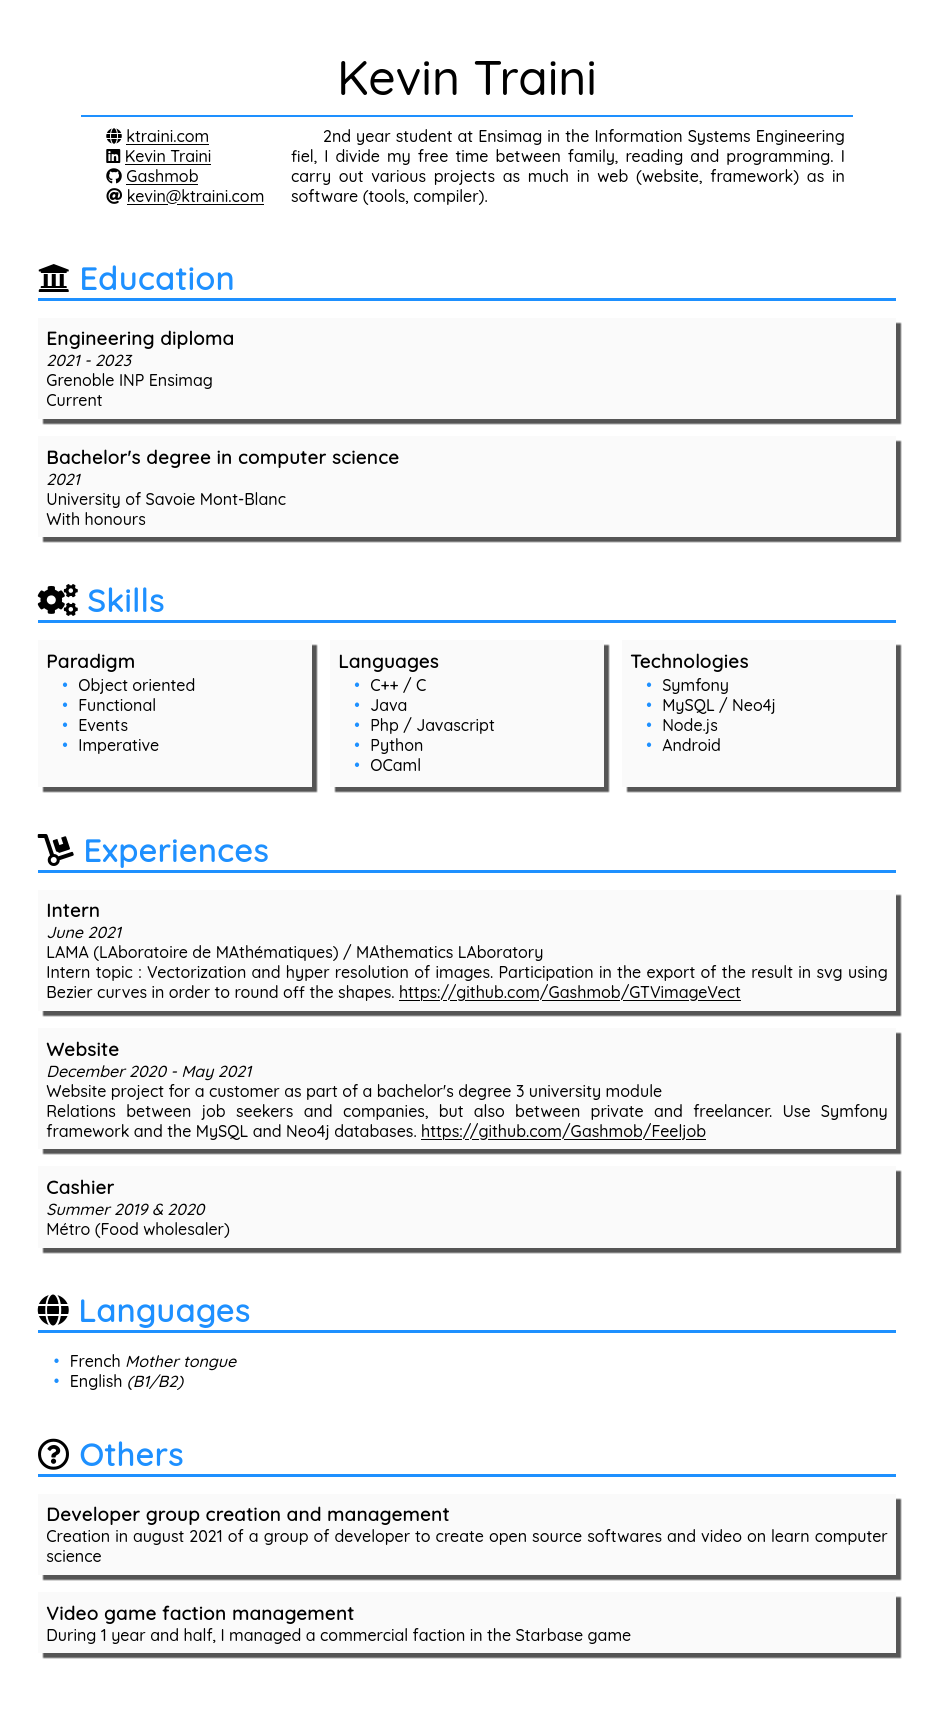 Kevin Traini
ktraini.com
Kevin Traini
Gashmob
kevin@ktraini.com
2nd year student at Ensimag in the Information Systems Engineering
fiel, I divide my free time between family, reading and programming. I
carry out various projects as much in web (website, framework) as in
software (tools, compiler).
Education
Engineering diploma
2021 - 2023
Grenoble INP Ensimag
Current
Bachelor's degree in computer science
2021
University of Savoie Mont-Blanc
With honours
Skills
Paradigm
• Object oriented
• Functional
• Events
• Imperative
Languages
• C++ / C
• Java
• Php / Javascript
• Python
• OCaml
Technologies
• Symfony
• MySQL / Neo4j
• Node.js
• Android
Experiences
Intern
June 2021
LAMA (LAboratoire de MAthématiques) / MAthematics LAboratory
Intern topic : Vectorization and hyper resolution of images. Participation in the export of the result in svg using
Bezier curves in order to round off the shapes. https://github.com/Gashmob/GTVimageVect
Website
December 2020 - May 2021
Website project for a customer as part of a bachelor's degree 3 university module
Relations between job seekers and companies, but also between private and freelancer. Use Symfony
framework and the MySQL and Neo4j databases. https://github.com/Gashmob/Feeljob
Cashier
Summer 2019 & 2020
Métro (Food wholesaler)
Languages
• French Mother tongue
• English (B1/B2)
Others
Developer group creation and management
Creation in august 2021 of a group of developer to create open source softwares and video on learn computer
science
Video game faction management
During 1 year and half, I managed a commercial faction in the Starbase game